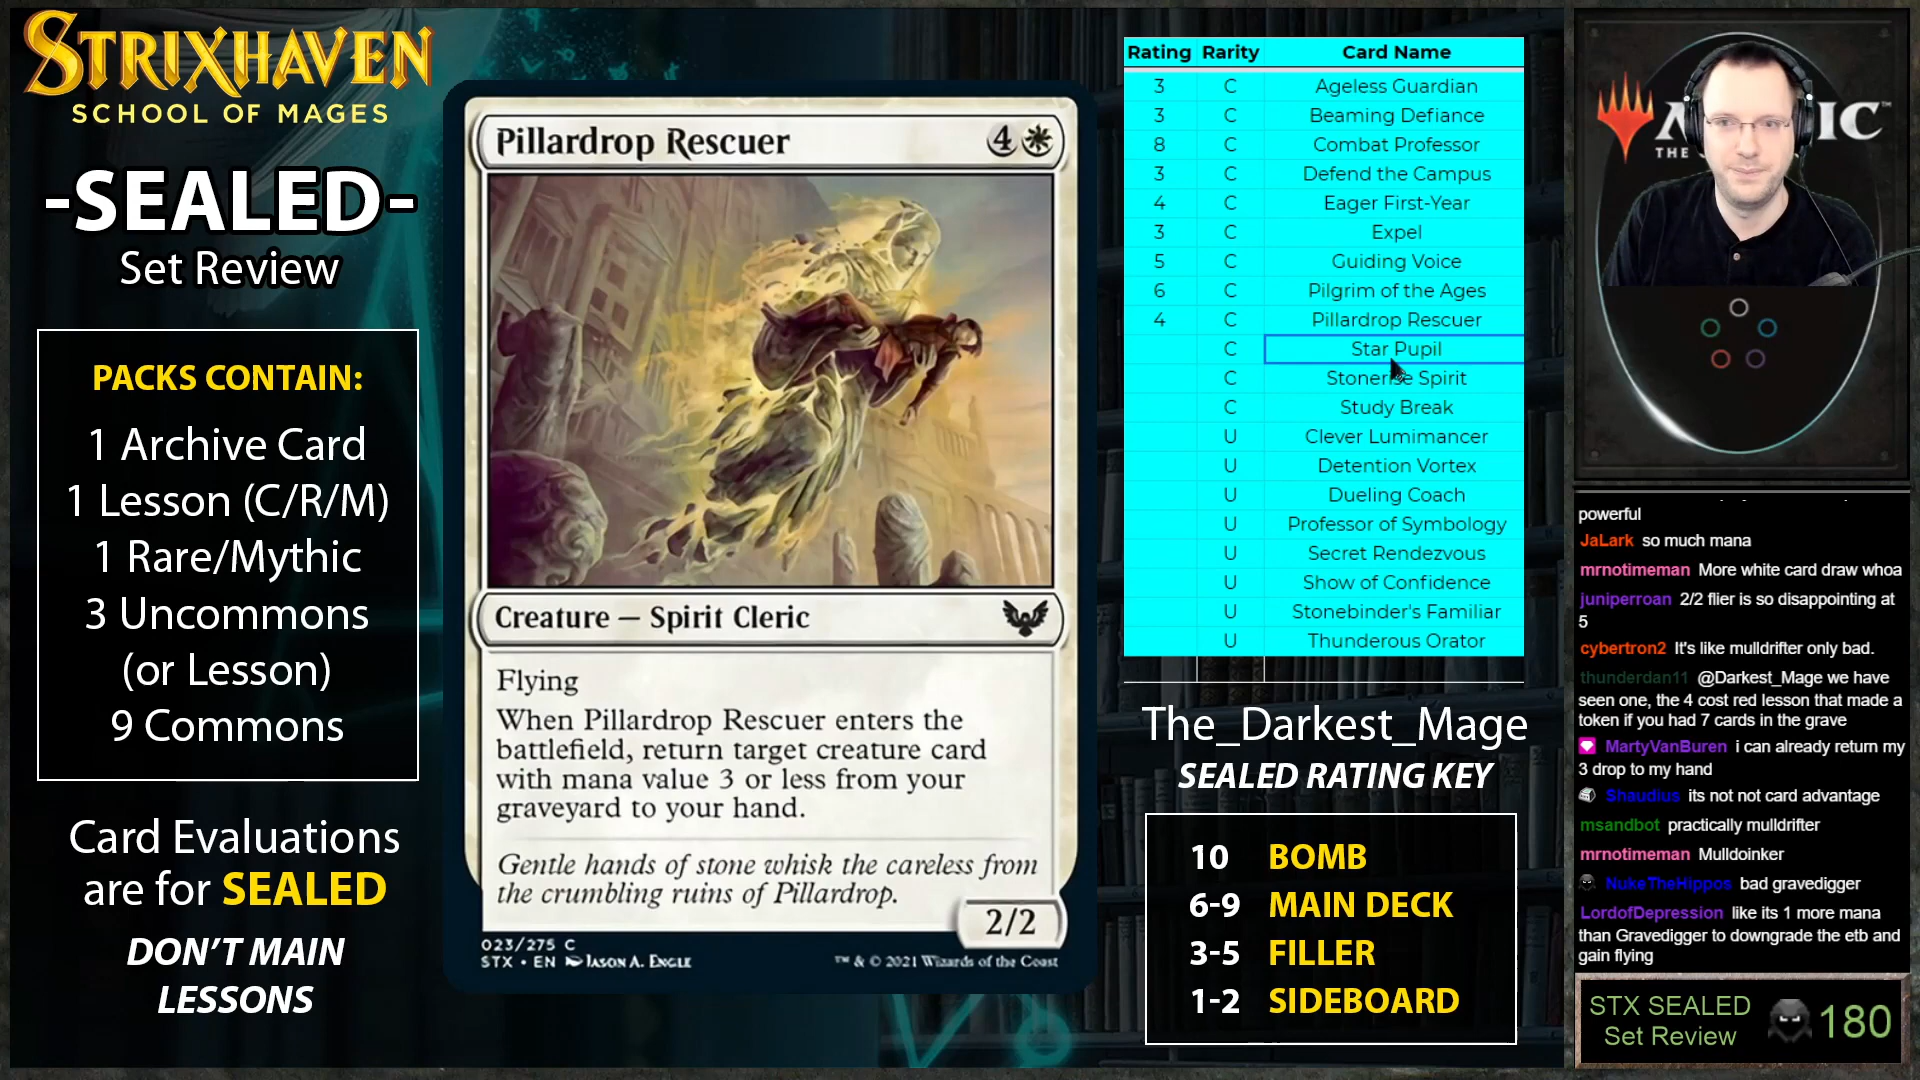 STRIXHAVEN
SCHOOL OF MAGES
-SEALED-
Set Review
PACKS CONTAIN:
1 Archive Card
1 Lesson (C/R/M)
1 Rare/Mythic
3 Uncommons
(or Lesson)
9 Commons
Card Evaluations
are for SEALED
DON'T MAIN
LESSONS
Pillardrop Rescuer 4
Creature — Spirit Cleric
Flying
When Pillardrop Rescuer enters the
battlefield, return target creature card
with mana value 3 or less from your
graveyard to your hand.
Gentle hands of stone whisk the careless from
the crumbling ruins of Pillardrop.
2/2
023/275 C
STX • EN JASON A. ENGLE
™ & © 2021 Wizards of the Coast
Rating Rarity Card Name
3 C Ageless Guardian
3 C Beaming Defiance
8 C Combat Professor
3 C Defend the Campus
4 C Eager First-Year
3 C Expel
5 C Guiding Voice
6 C Pilgrim of the Ages
4 C Pillardrop Rescuer
C Star Pupil
C Stonerise Spirit
C Study Break
U Clever Lumimancer
U Detention Vortex
U Dueling Coach
U Professor of Symbology
U Secret Rendezvous
U Show of Confidence
U Stonebinder's Familiar
U Thunderous Orator
The_Darkest_Mage
SEALED RATING KEY
10 BOMB
6-9 MAIN DECK
3-5 FILLER
1-2 SIDEBOARD
IC™
THE
powerful
JaLark so much mana
mrnotimeman More white card draw whoa
juniperroan 2/2 flier is so disappointing at
5
cybertron2 It's like mulldrifter only bad.
thunderdan11 @Darkest_Mage we have
seen one, the 4 cost red lesson that made a
token if you had 7 cards in the grave
MartyVanBuren i can already return my
3 drop to my hand
Shaudius its not not card advantage
msandbot practically mulldrifter
mrnotimeman Mulldoinker
NukeTheHippos bad gravedigger
LordofDepression like its 1 more mana
than Gravedigger to downgrade the etb and
gain flying
STX SEALED
Set Review
180